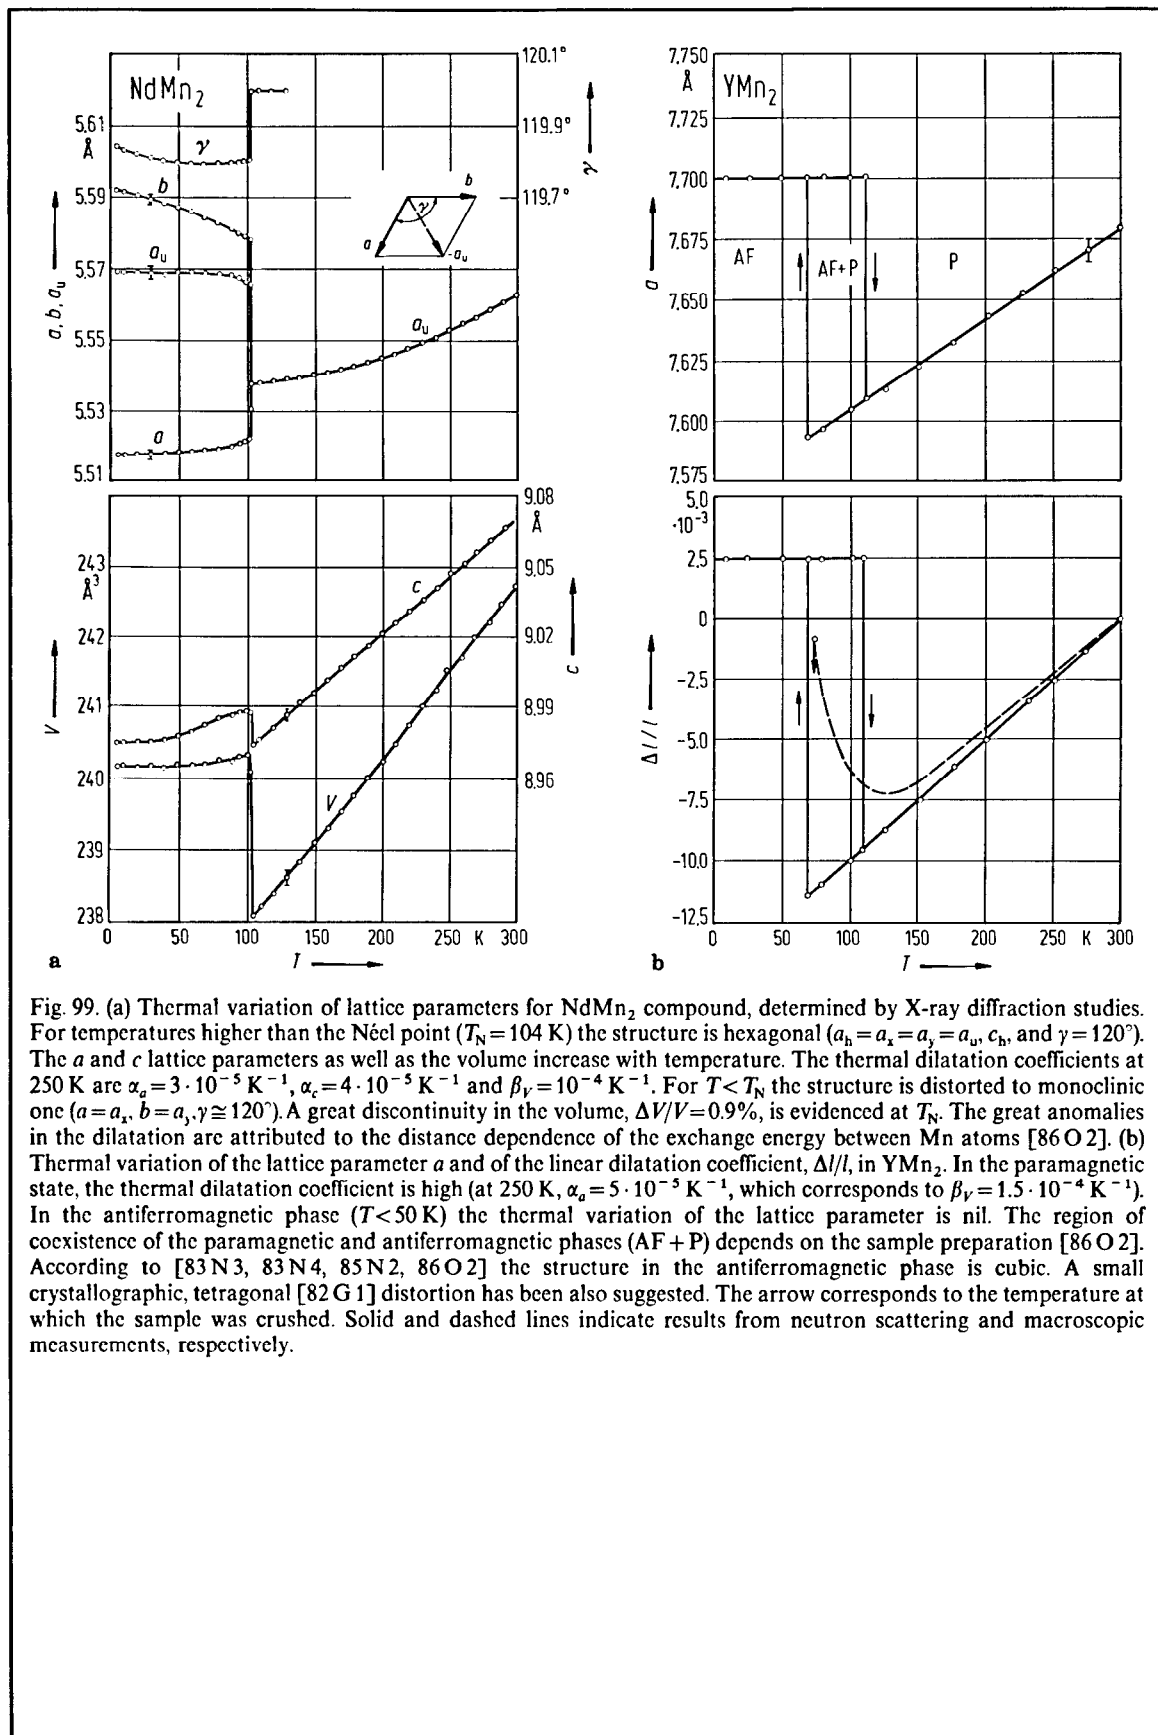 NdMn₂
120.1°
5.61
Å
119.9°
γ
γ
5.59
b
119.7°
b
γ
a
-aᵤ
a, b, aᵤ
aᵤ
5.57
5.55
aᵤ
5.53
a
5.51
9.08
Å
243
Å³
c
9.05
242
9.02
c
V
241
8.99
240
8.96
V
239
238
0 50 100 150 200 250 K 300
a
T
7.750
Å
YMn₂
7.725
7.700
a
7.675
AF
AF+P
P
7.650
7.625
7.600
7.575
5.0
·10⁻³
2.5
0
Δl/l
-2.5
-5.0
-7.5
-10.0
-12.5
0 50 100 150 200 250 K 300
b
T
Fig. 99. (a) Thermal variation of lattice parameters for NdMn₂ compound, determined by X-ray diffraction studies.
For temperatures higher than the Néel point (T_N = 104 K) the structure is hexagonal (aₕ = aₓ = a_y = aᵤ, cₕ, and γ = 120°).
The a and c lattice parameters as well as the volume increase with temperature. The thermal dilatation coefficients at
250 K are αₐ = 3 · 10⁻⁵ K⁻¹, α_c = 4 · 10⁻⁵ K⁻¹ and β_V = 10⁻⁴ K⁻¹. For T < T_N the structure is distorted to monoclinic
one (a = aₓ, b = a_y, γ ≅ 120°). A great discontinuity in the volume, ΔV/V = 0.9%, is evidenced at T_N. The great anomalies
in the dilatation are attributed to the distance dependence of the exchange energy between Mn atoms [86 O 2]. (b)
Thermal variation of the lattice parameter a and of the linear dilatation coefficient, Δl/l, in YMn₂. In the paramagnetic
state, the thermal dilatation coefficient is high (at 250 K, αₐ = 5 · 10⁻⁵ K⁻¹, which corresponds to β_V = 1.5 · 10⁻⁴ K⁻¹).
In the antiferromagnetic phase (T < 50 K) the thermal variation of the lattice parameter is nil. The region of
coexistence of the paramagnetic and antiferromagnetic phases (AF + P) depends on the sample preparation [86 O 2].
According to [83 N 3, 83 N 4, 85 N 2, 86 O 2] the structure in the antiferromagnetic phase is cubic. A small
crystallographic, tetragonal [82 G 1] distortion has been also suggested. The arrow corresponds to the temperature at
which the sample was crushed. Solid and dashed lines indicate results from neutron scattering and macroscopic
measurements, respectively.